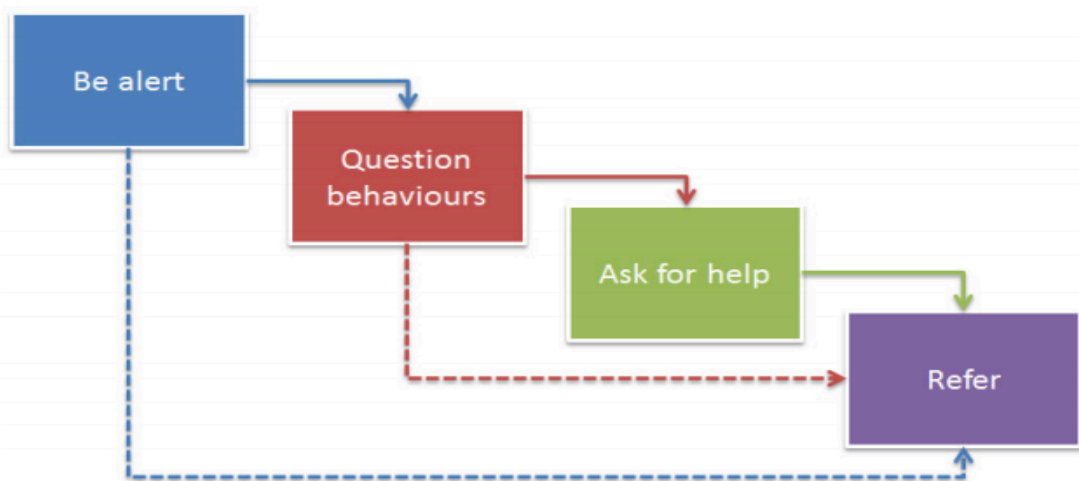 Be alert
Question
behaviours
Ask for help
Refer